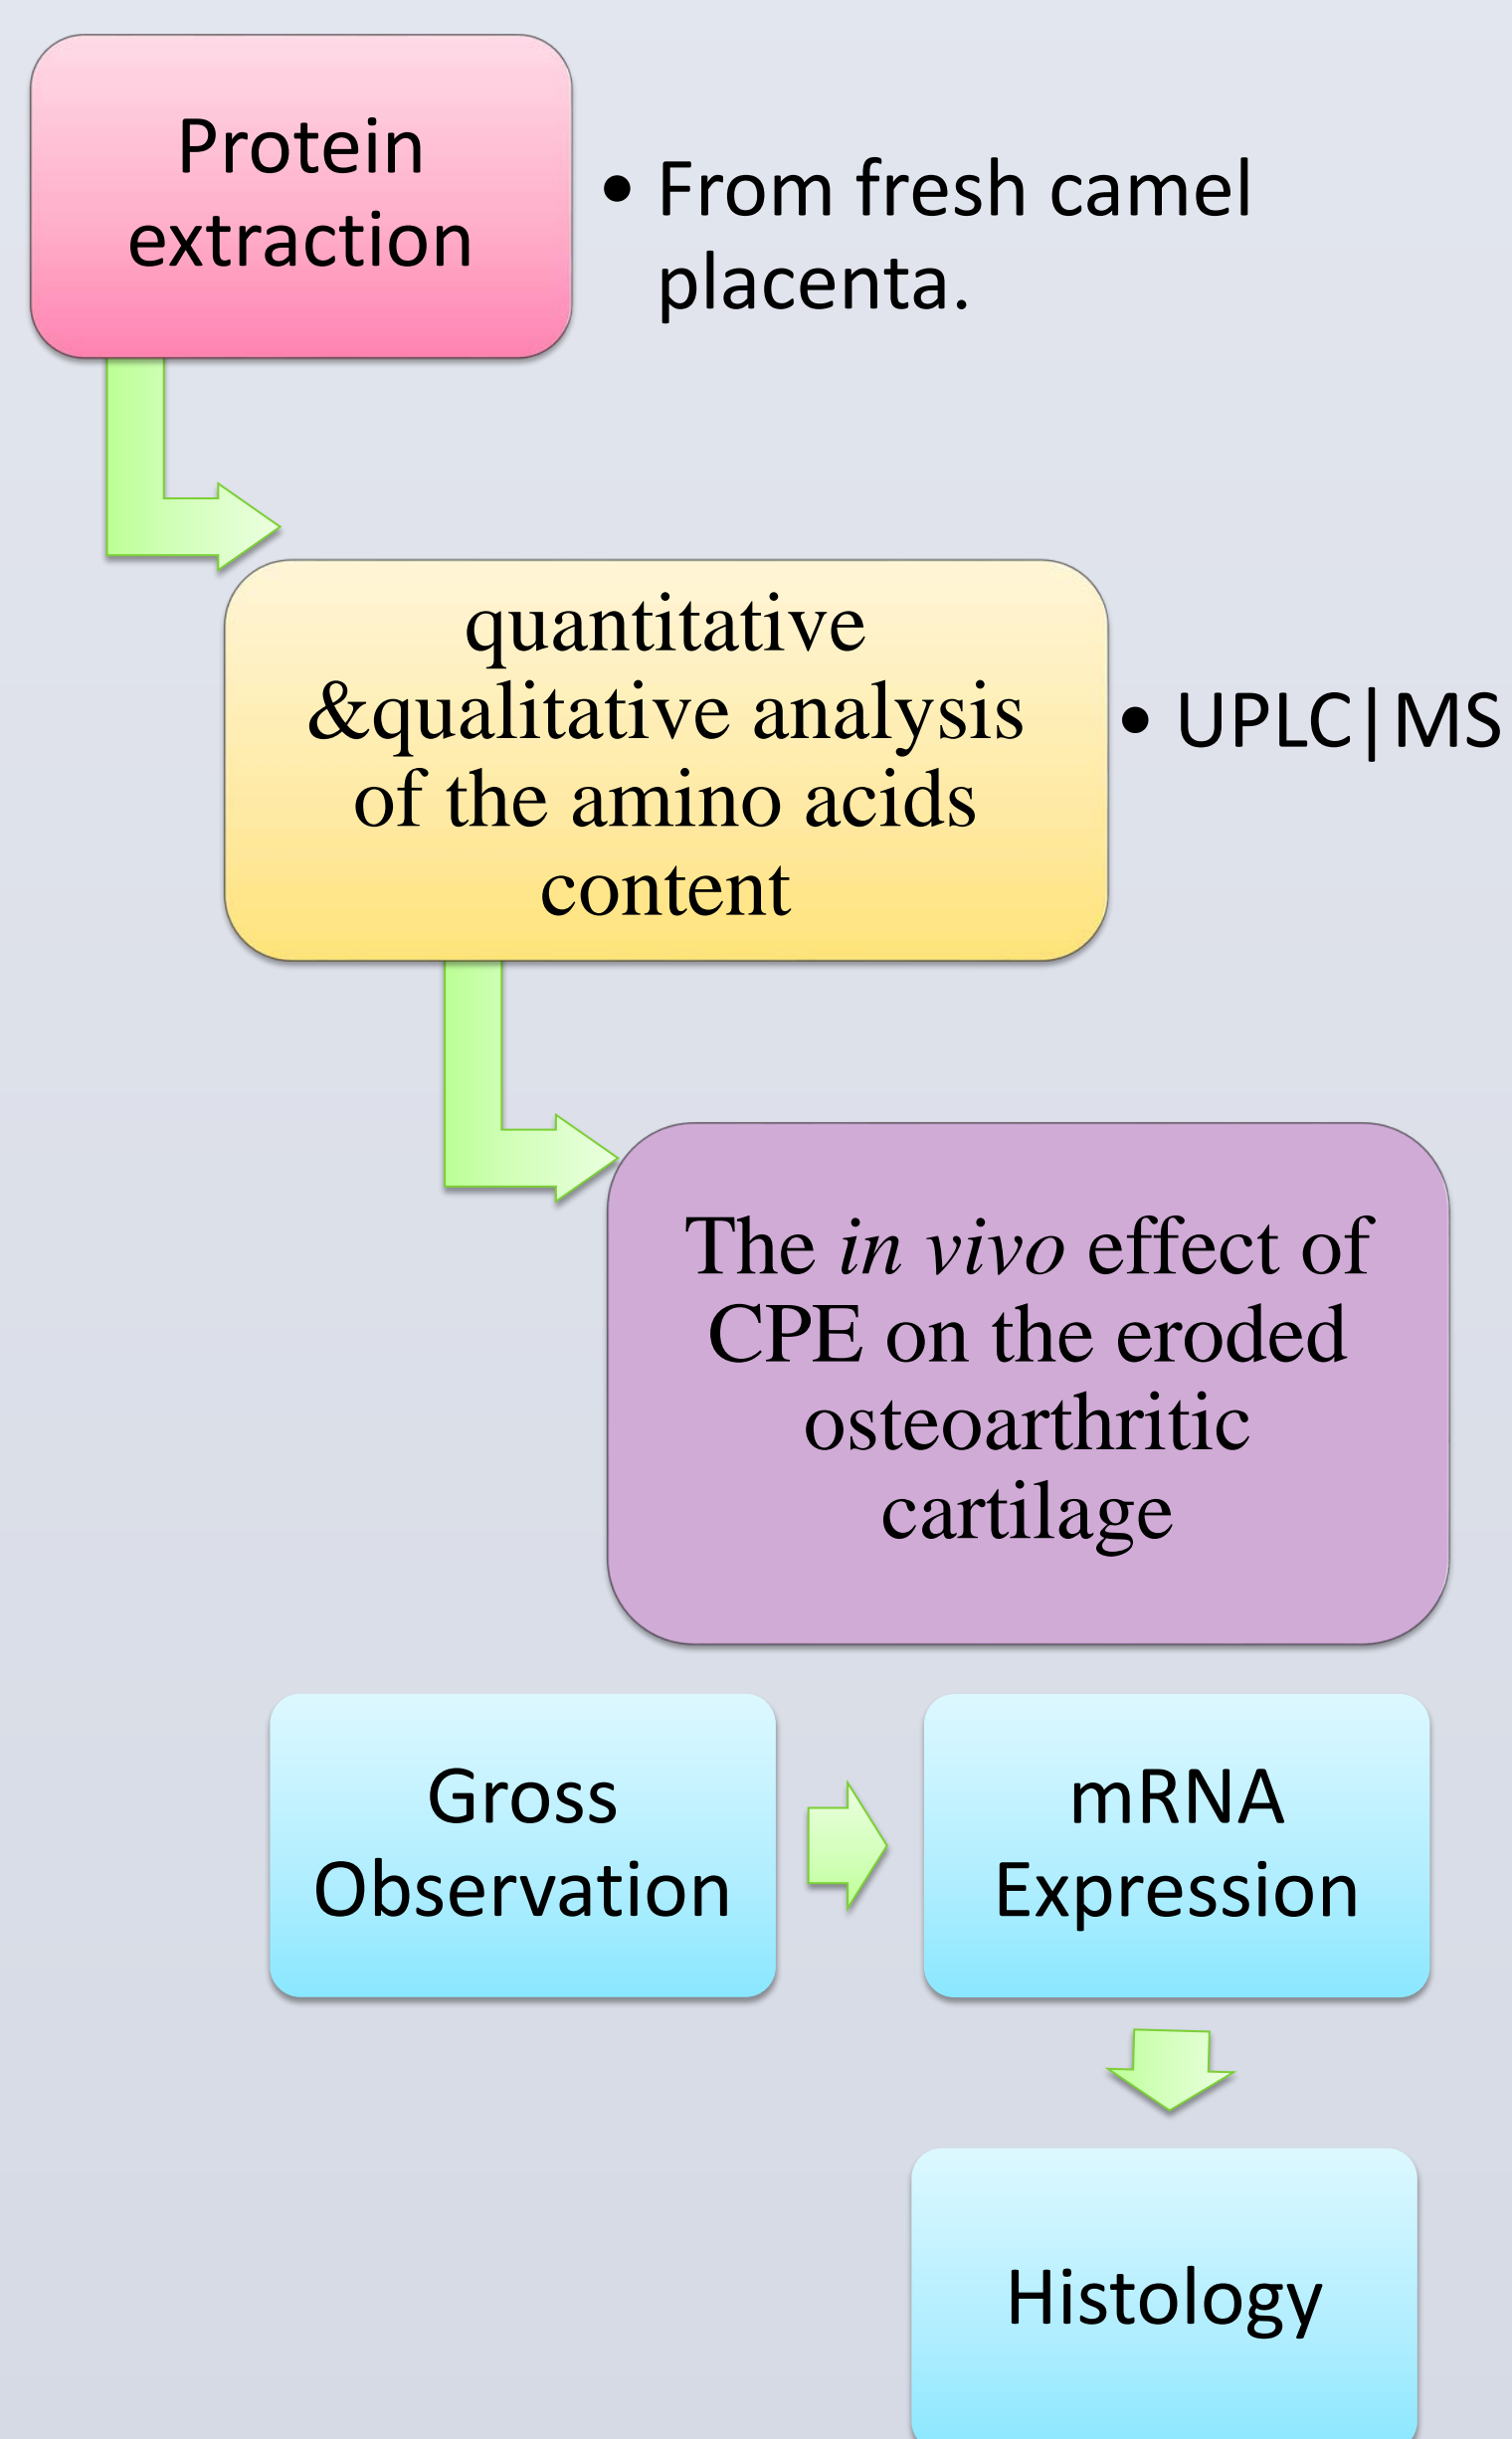 Protein
extraction
• From fresh camel
placenta.
quantitative
&qualitative analysis
of the amino acids
content
• UPLC|MS
The in vivo effect of
CPE on the eroded
osteoarthritic
cartilage
Gross
Observation
mRNA
Expression
Histology